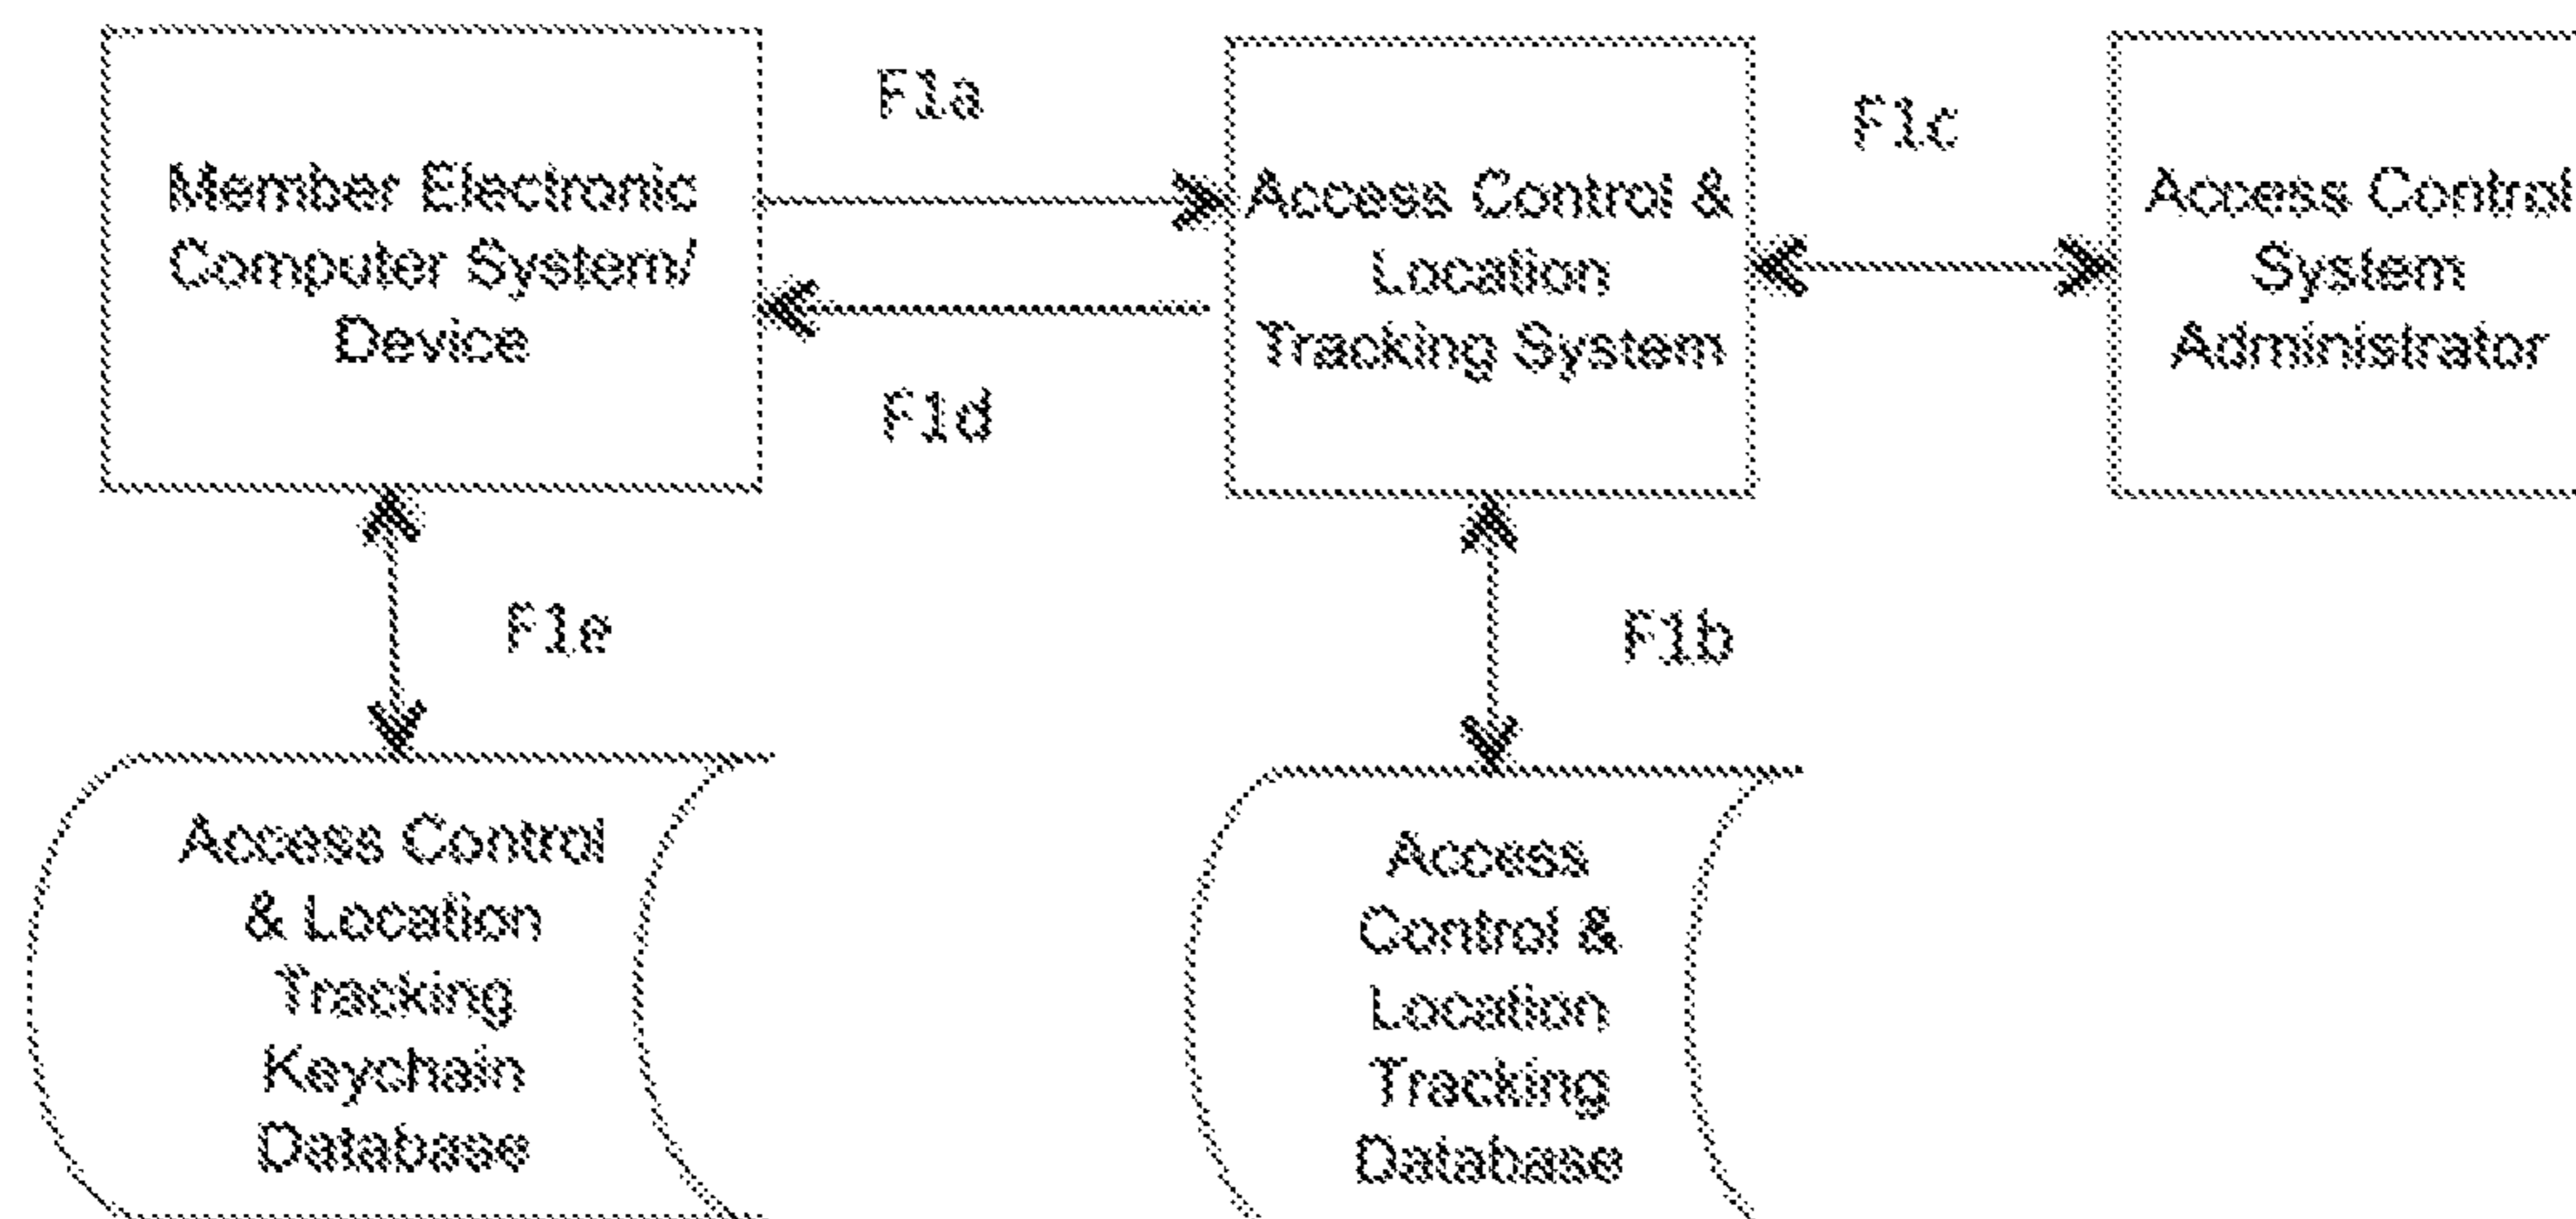 Member Electronic
Computer System/
Device
F1a
F1d
Access Control &
Location
Tracking System
F1c
Access Control
System
Administrator
F1e
F1b
Access Control
& Location
Tracking
Keychain
Database
Access
Control &
Location
Tracking
Database